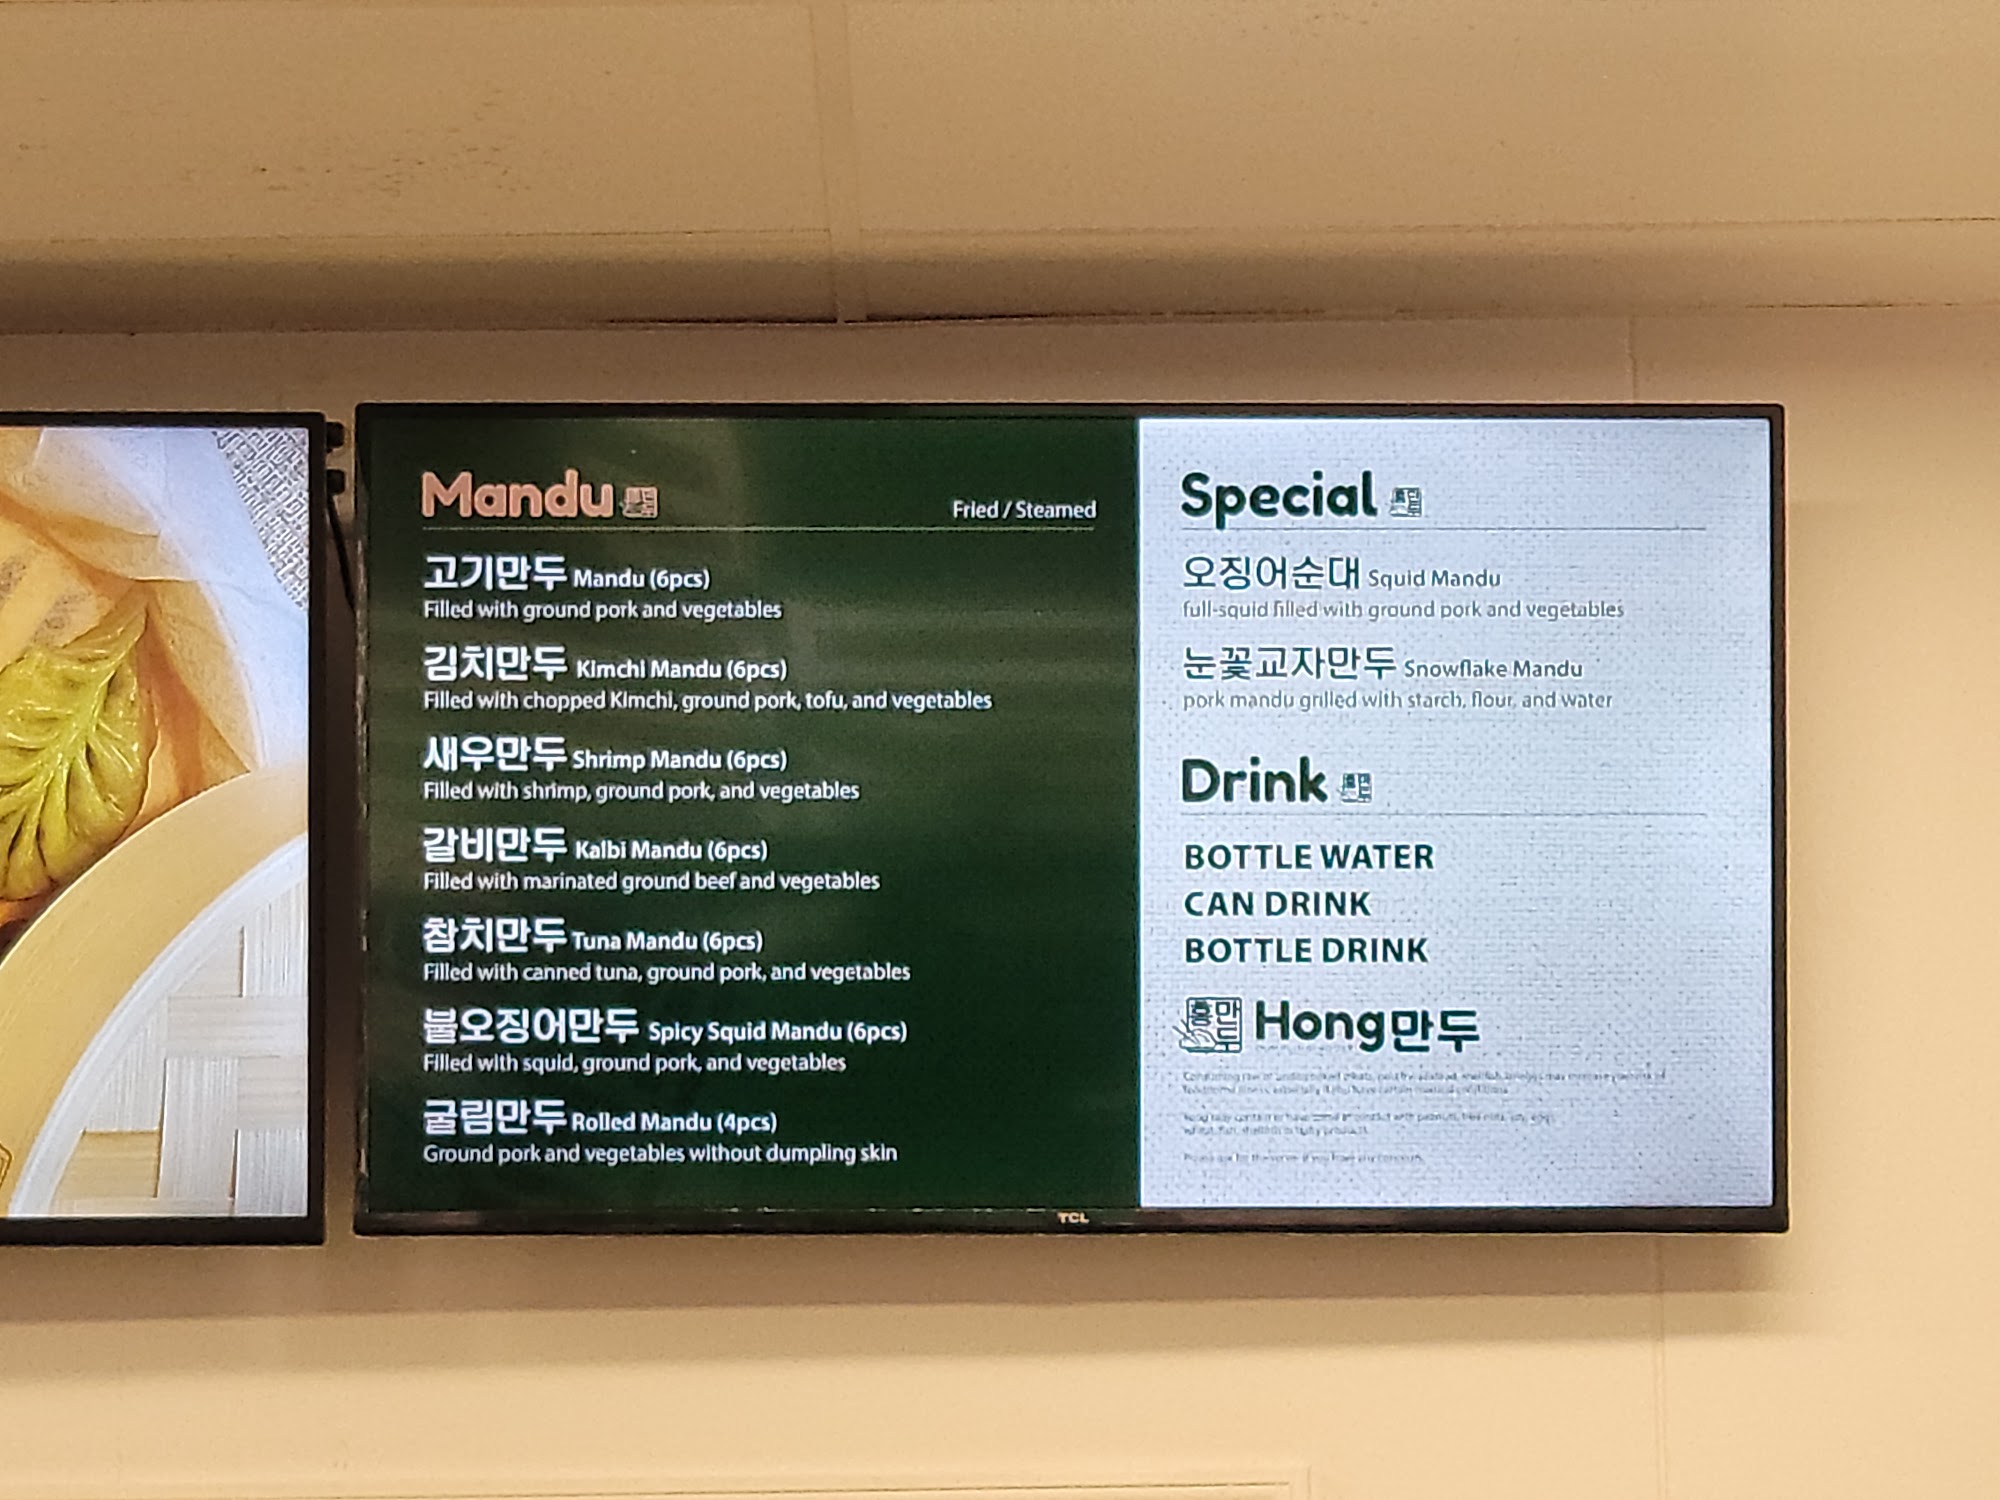 Mandu
Fried / Steamed
고기만두 Mandu (6pcs)
Filled with ground pork and vegetables
김치만두 Kimchi Mandu (6pcs)
Filled with chopped Kimchi, ground pork, tofu, and vegetables
새우만두 Shrimp Mandu (6pcs)
Filled with shrimp, ground pork, and vegetables
갈비만두 Kalbi Mandu (6pcs)
Filled with marinated ground beef and vegetables
참치만두 Tuna Mandu (6pcs)
Filled with canned tuna, ground pork, and vegetables
불오징어만두 Spicy Squid Mandu (6pcs)
Filled with squid, ground pork, and vegetables
굴림만두 Rolled Mandu (4pcs)
Ground pork and vegetables without dumpling skin
Special
오징어순대 Squid Mandu
full-squid filled with ground pork and vegetables
눈꽃교자만두 Snowflake Mandu
pork mandu grilled with starch, flour, and water
Drink
BOTTLE WATER
CAN DRINK
BOTTLE DRINK
홍만두 Hong만두
TCL